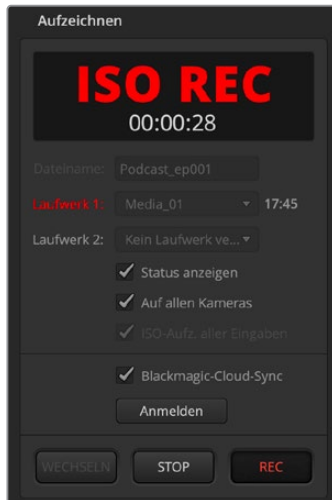 Aufzeichnen
ISO REC
00:00:28
Dateiname: Podcast_ep001
Laufwerk 1: Media_01 17:45
Laufwerk 2: Kein Laufwerk ve...
Status anzeigen
Auf allen Kameras
ISO-Aufz. aller Eingaben
Blackmagic-Cloud-Sync
Anmelden
WECHSELN STOP REC